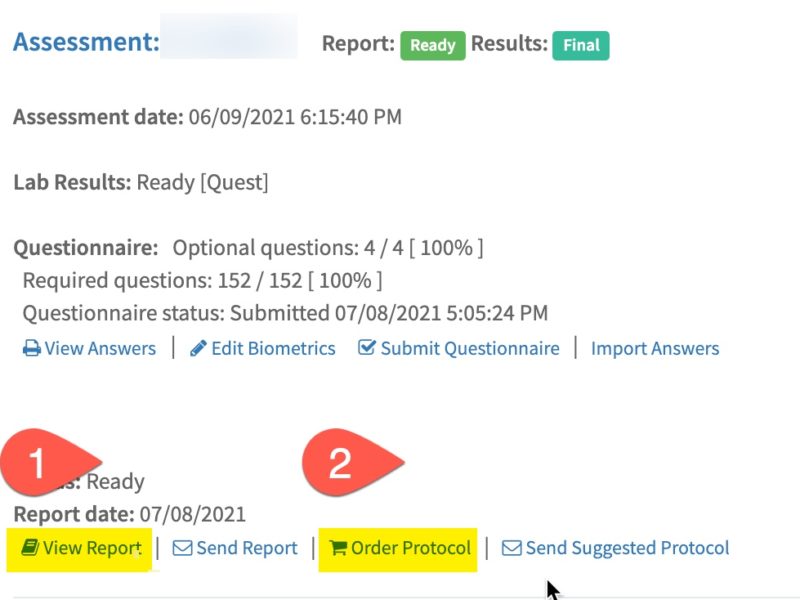 Assessment: Report: Ready Results: Final
Assessment date: 06/09/2021 6:15:40 PM
Lab Results: Ready [Quest]
Questionnaire: Optional questions: 4 / 4 [ 100% ]
Required questions: 152 / 152 [ 100% ]
Questionnaire status: Submitted 07/08/2021 5:05:24 PM
View Answers | Edit Biometrics Submit Questionnaire | Import Answers
1 2
Ready
Report date: 07/08/2021
View Report | Send Report | Order Protocol | Send Suggested Protocol